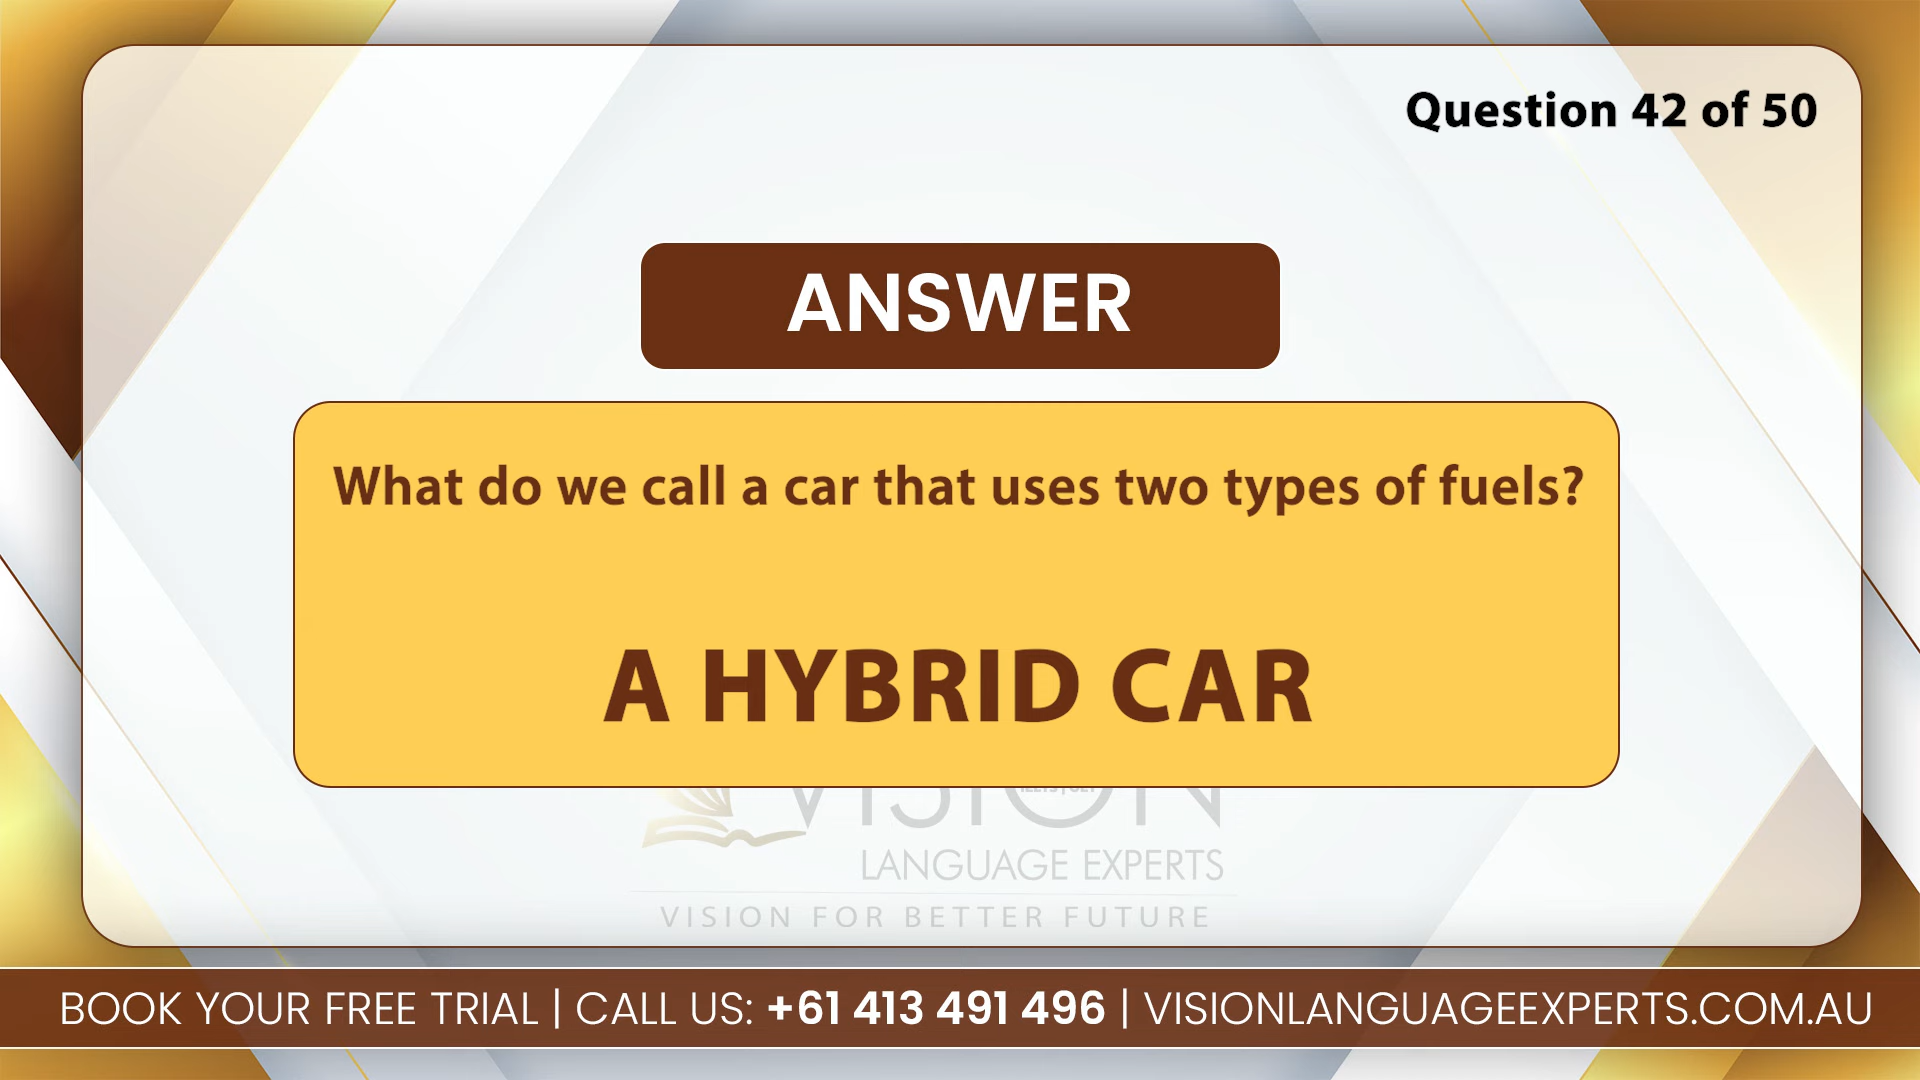 Question 42 of 50
ANSWER
What do we call a car that uses two types of fuels?
A HYBRID CAR
VISION
LANGUAGE EXPERTS
VISION FOR BETTER FUTURE
BOOK YOUR FREE TRIAL | CALL US: +61 413 491 496 | VISIONLANGUAGEEXPERTS.COM.AU